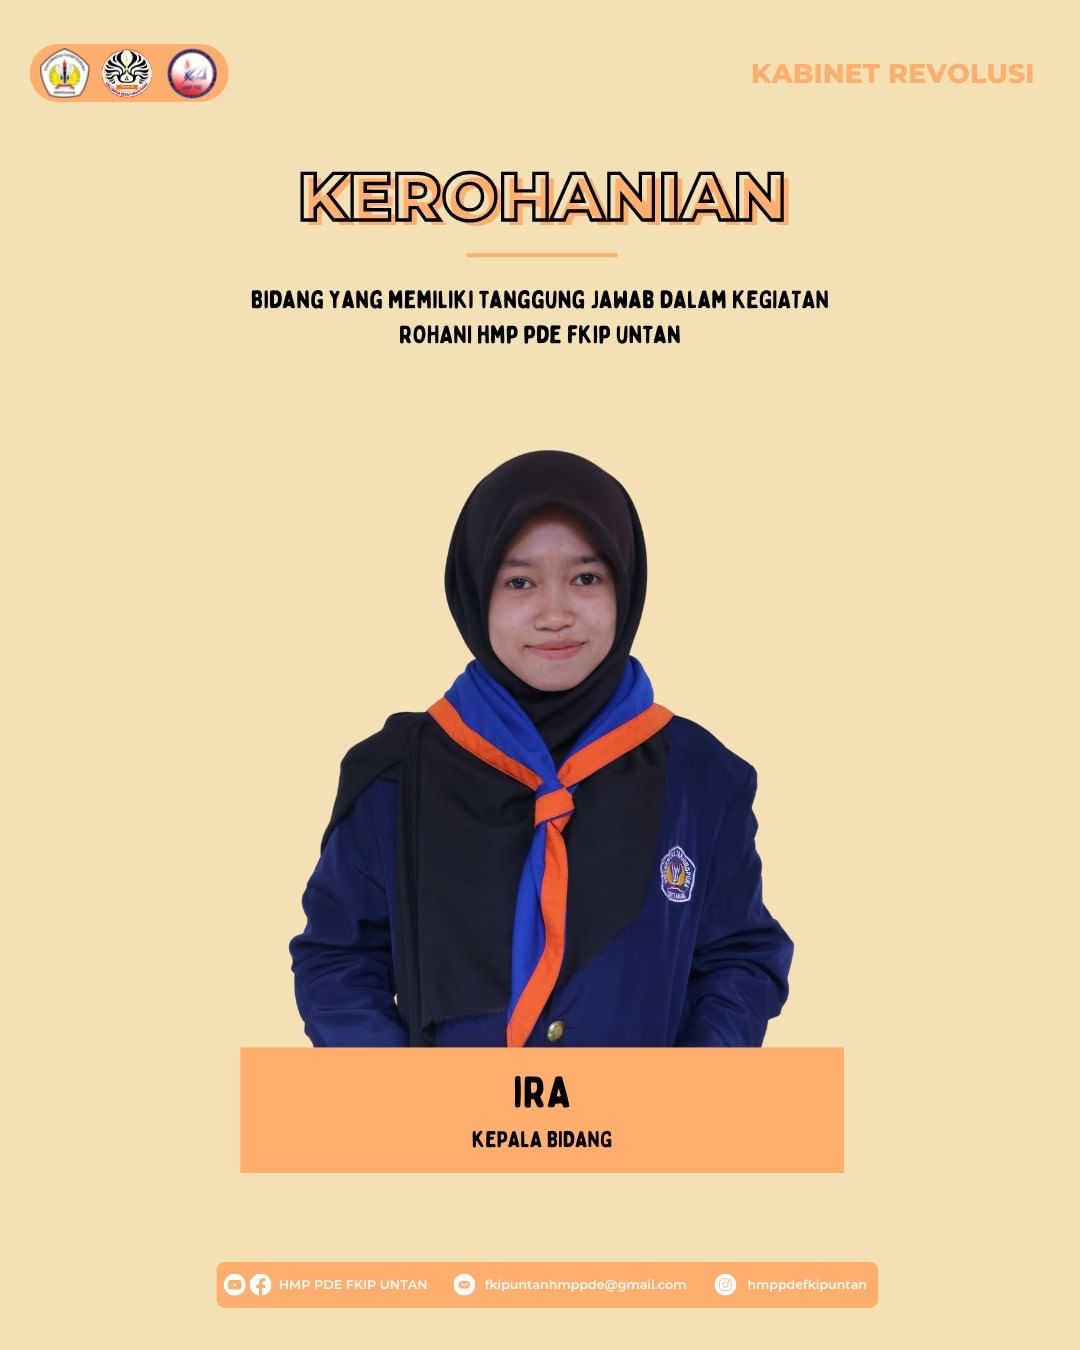 KABINET REVOLUSI
KEROHANIAN
BIDANG YANG MEMILIKI TANGGUNG JAWAB DALAM KEGIATAN
ROHANI HMP PDE FKIP UNTAN
IRA
KEPALA BIDANG
HMP PDE FKIP UNTAN fkipuntanhmppde@gmail.com hmppdefkipuntan